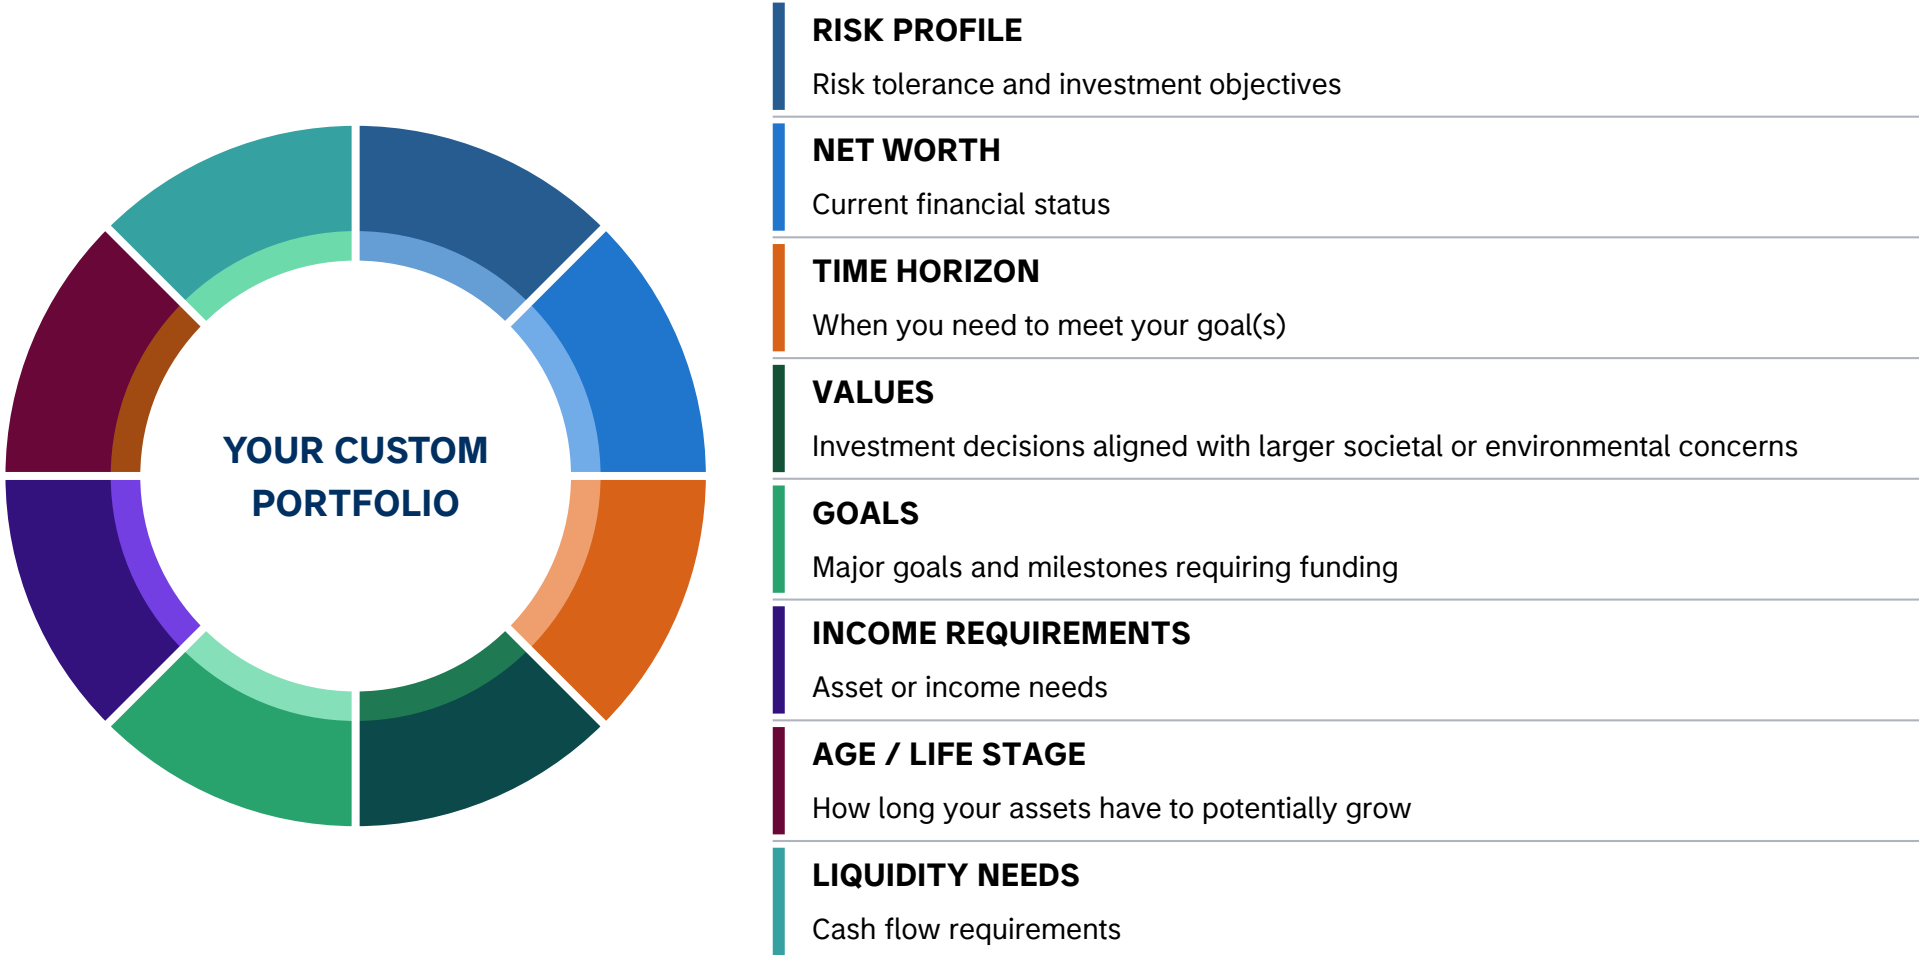 YOUR CUSTOM
PORTFOLIO
RISK PROFILE
Risk tolerance and investment objectives
NET WORTH
Current financial status
TIME HORIZON
When you need to meet your goal(s)
VALUES
Investment decisions aligned with larger societal or environmental concerns
GOALS
Major goals and milestones requiring funding
INCOME REQUIREMENTS
Asset or income needs
AGE / LIFE STAGE
How long your assets have to potentially grow
LIQUIDITY NEEDS
Cash flow requirements